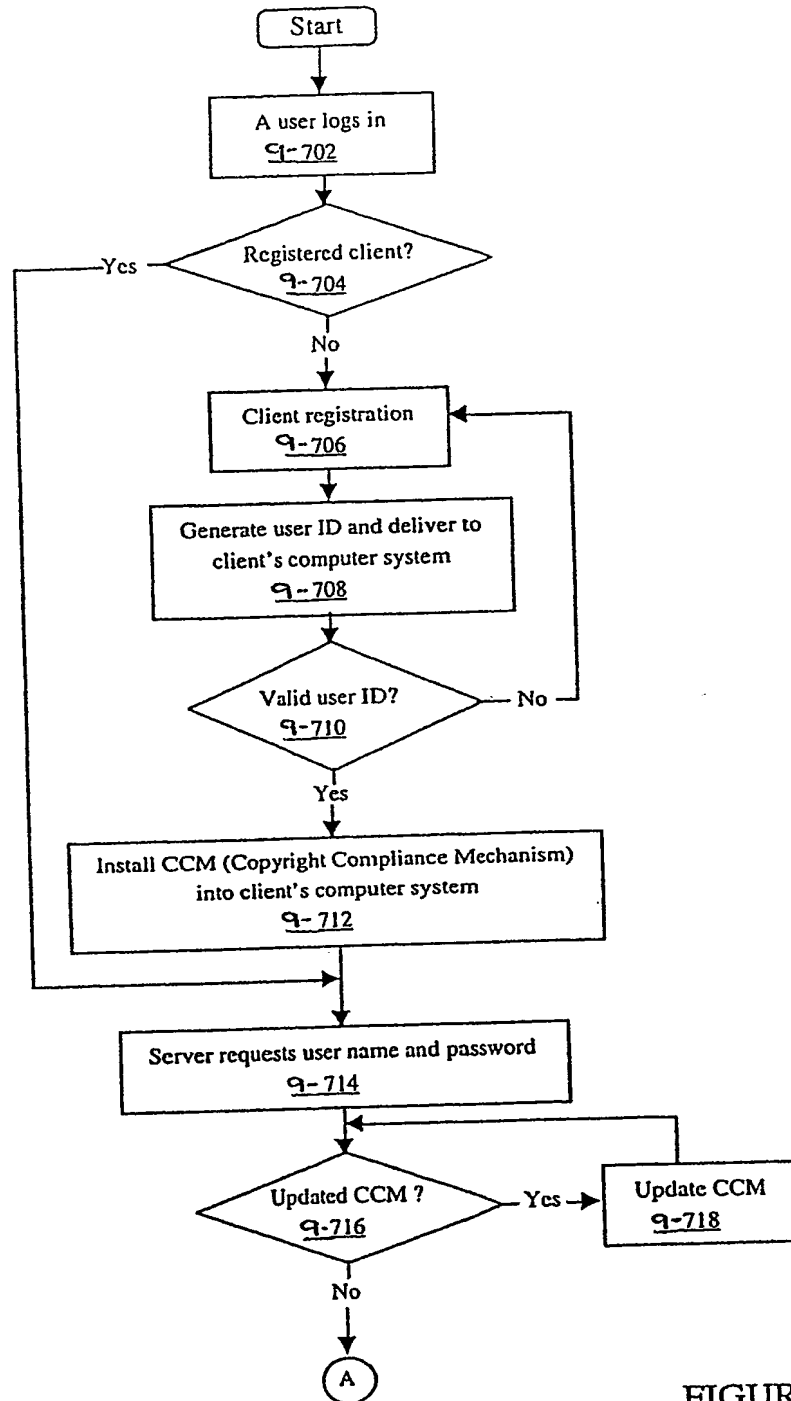 Start
A user logs in
9-702
Registered client?
9-704
Yes
No
Client registration
9-706
Generate user ID and deliver to
client's computer system
9-708
Valid user ID?
9-710
No
Yes
Install CCM (Copyright Compliance Mechanism)
into client's computer system
9-712
Server requests user name and password
9-714
Updated CCM ?
9-716
Yes
Update CCM
9-718
No
A